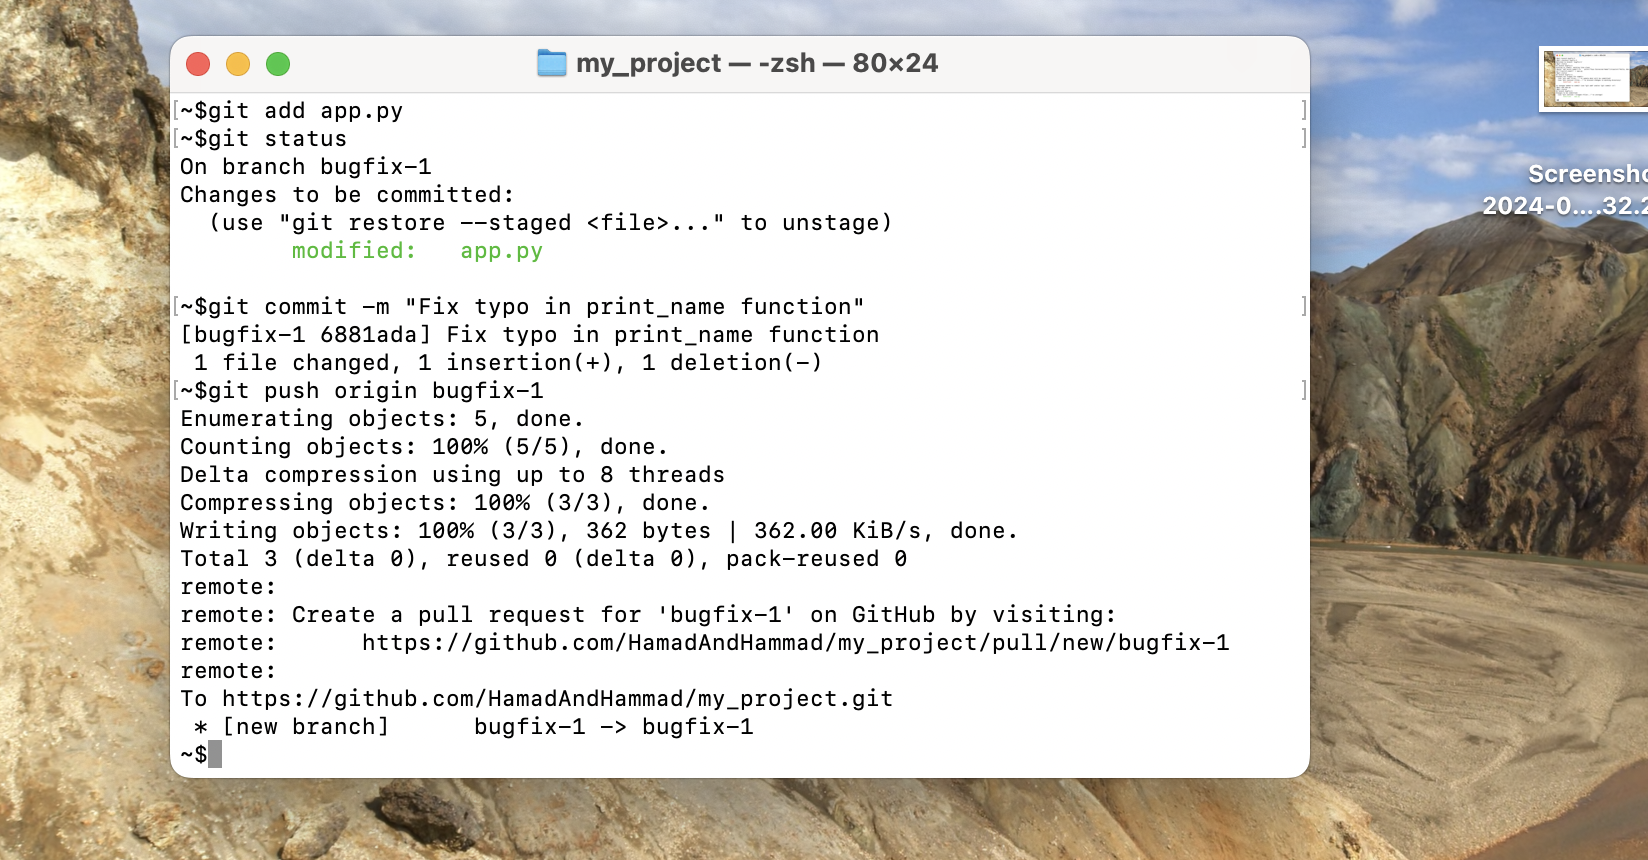 my_project — -zsh — 80×24
~$git add app.py
~$git status
On branch bugfix-1
Changes to be committed:
  (use "git restore --staged <file>..." to unstage)
        modified:   app.py

~$git commit -m "Fix typo in print_name function"
[bugfix-1 6881ada] Fix typo in print_name function
 1 file changed, 1 insertion(+), 1 deletion(-)
~$git push origin bugfix-1
Enumerating objects: 5, done.
Counting objects: 100% (5/5), done.
Delta compression using up to 8 threads
Compressing objects: 100% (3/3), done.
Writing objects: 100% (3/3), 362 bytes | 362.00 KiB/s, done.
Total 3 (delta 0), reused 0 (delta 0), pack-reused 0
remote:
remote: Create a pull request for 'bugfix-1' on GitHub by visiting:
remote:      https://github.com/HamadAndHammad/my_project/pull/new/bugfix-1
remote:
To https://github.com/HamadAndHammad/my_project.git
 * [new branch]      bugfix-1 -> bugfix-1
~$
Screensho
2024-0....32.2